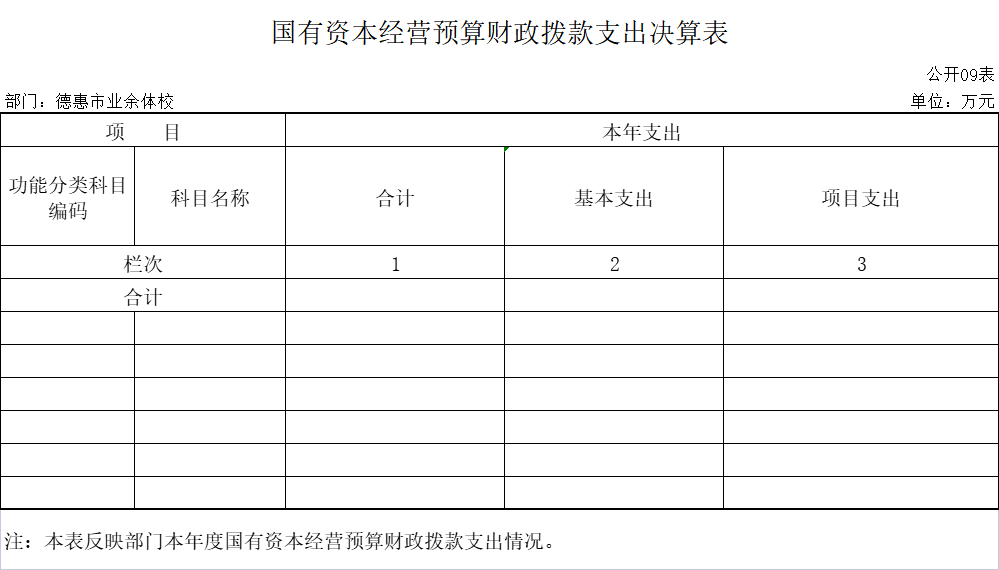 国有资本经营预算财政拨款支出决算表
公开09表
部门：德惠市业余体校 单位：万元
项 目 本年支出
功能分类科目
编码 科目名称 合计 基本支出 项目支出
栏次 1 2 3
合计
注：本表反映部门本年度国有资本经营预算财政拨款支出情况。